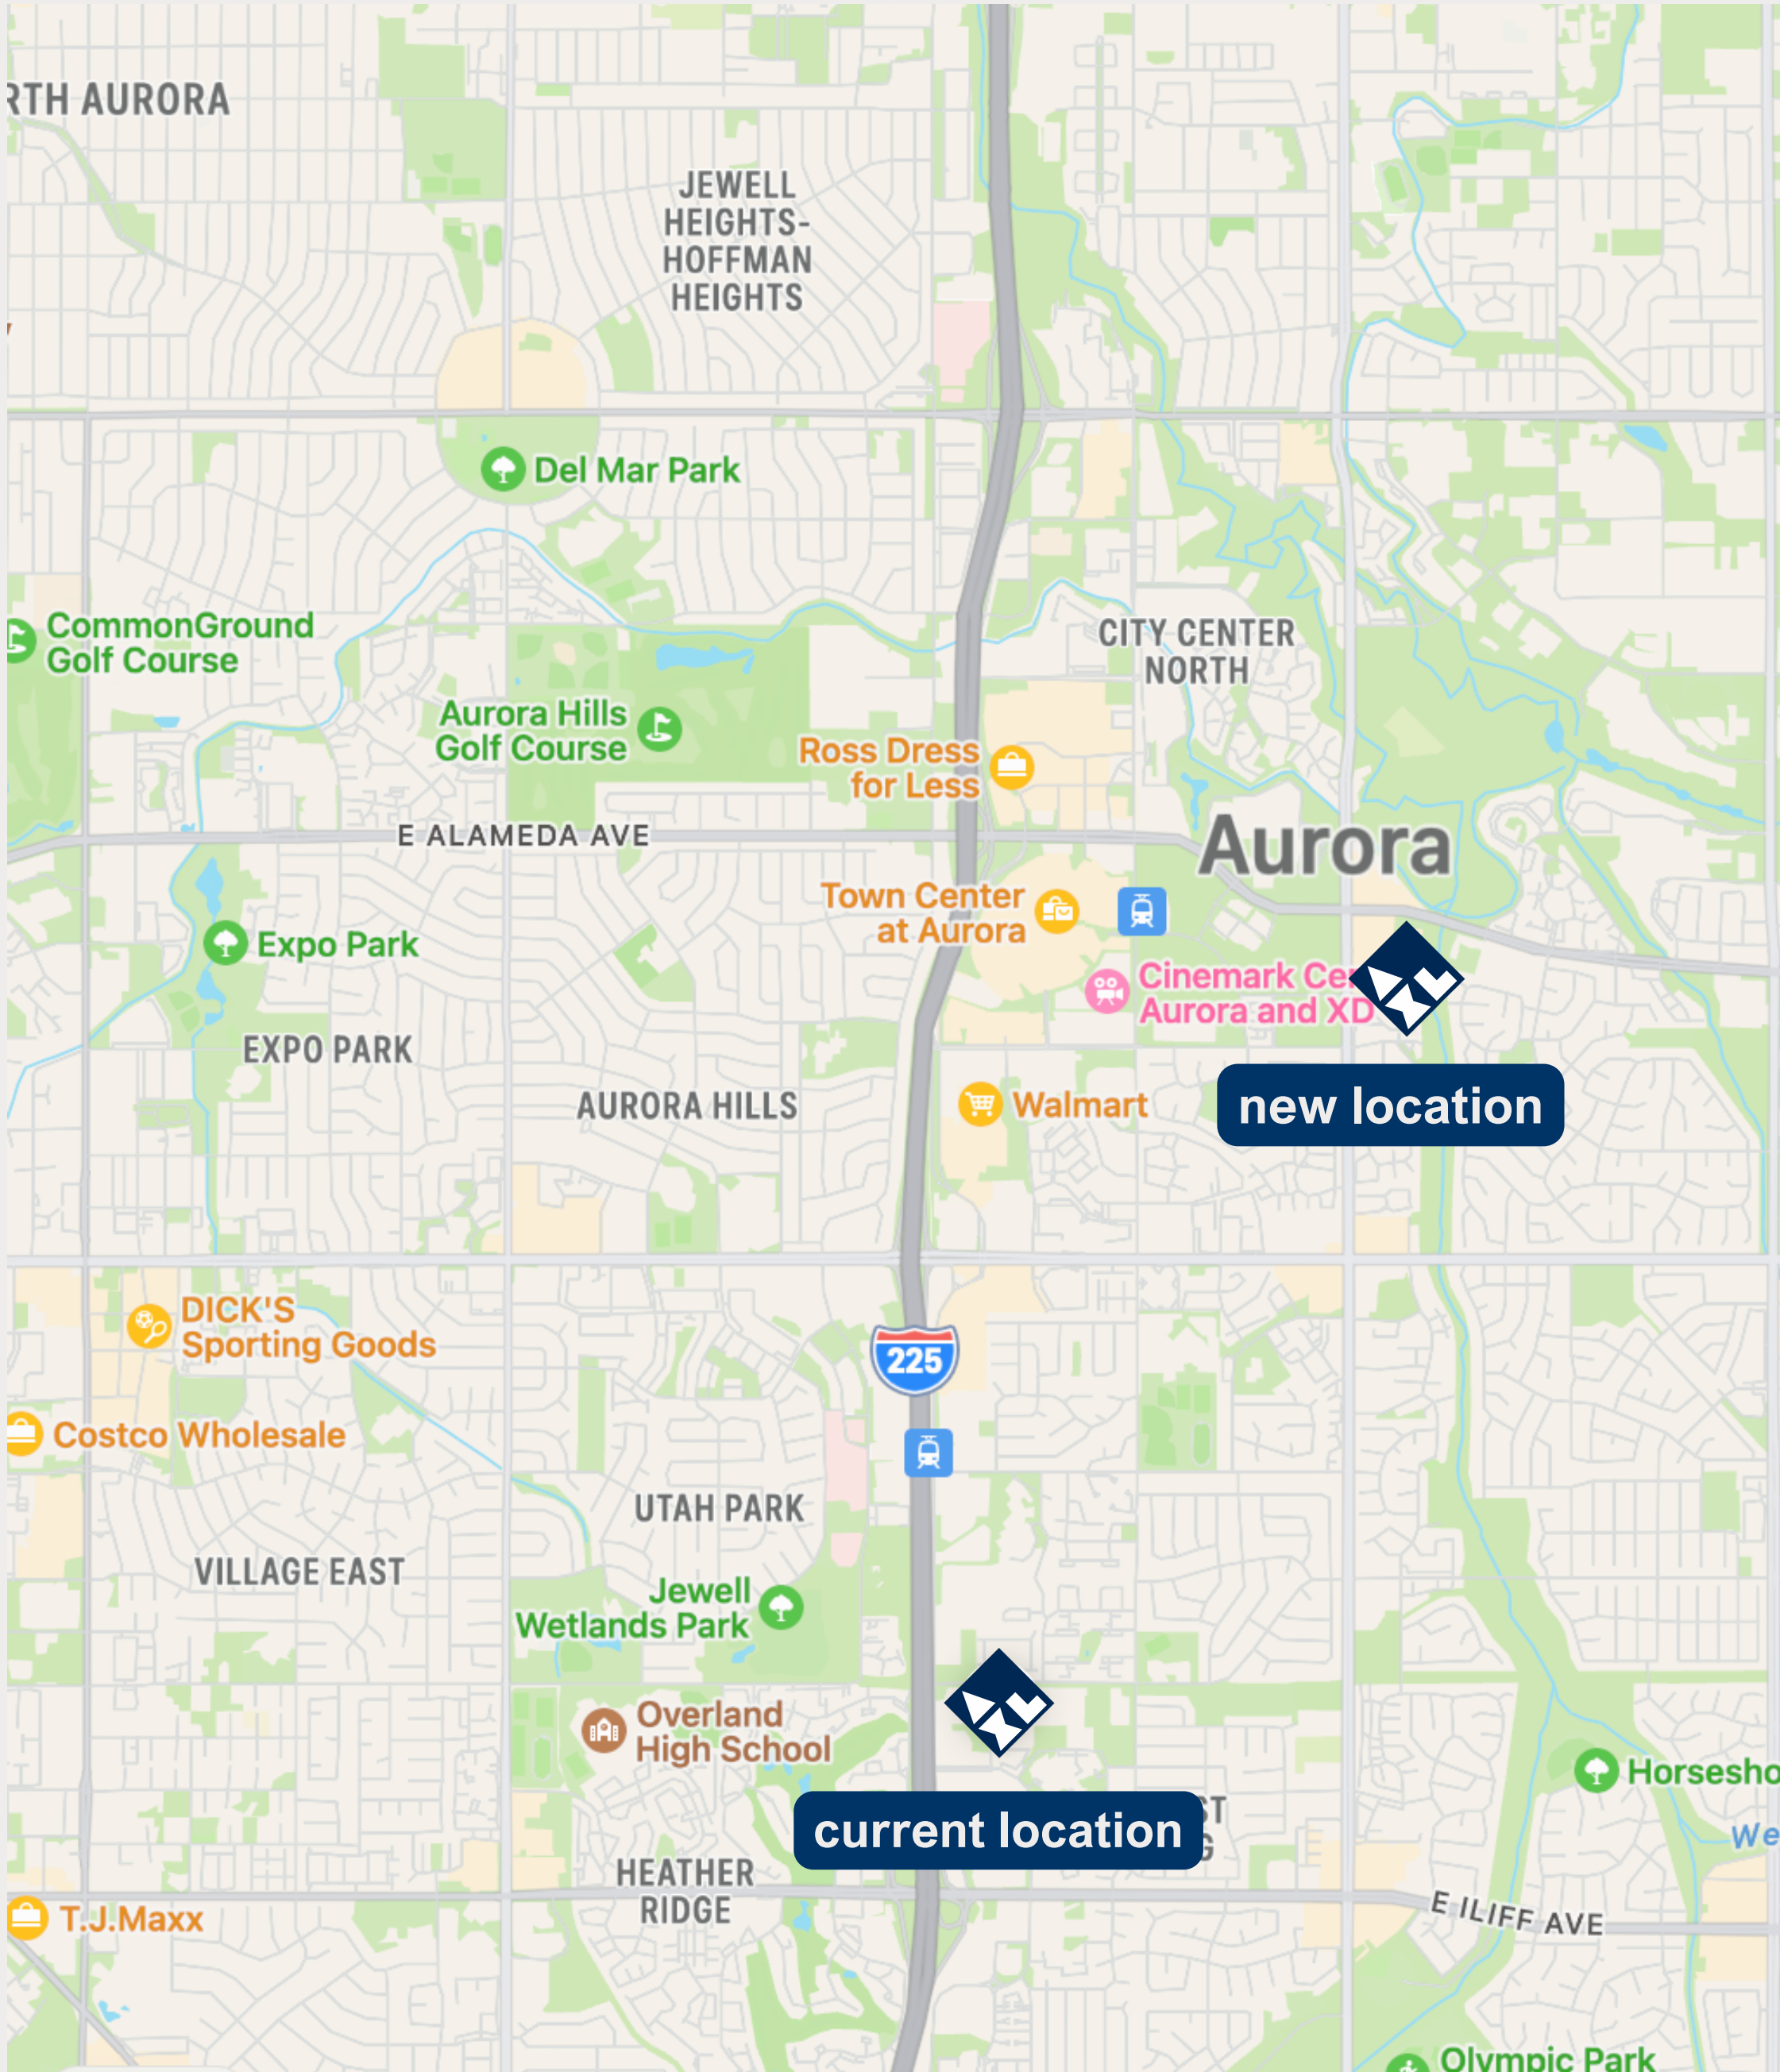 RTH AURORA
JEWELL
HEIGHTS-
HOFFMAN
HEIGHTS
Del Mar Park
CommonGround
Golf Course
CITY CENTER
NORTH
Aurora Hills
Golf Course
Ross Dress
for Less
E ALAMEDA AVE
Aurora
Town Center
at Aurora
Expo Park
Cinemark Ce
Aurora and XD
EXPO PARK
AURORA HILLS
Walmart
new location
DICK'S
Sporting Goods
225
Costco Wholesale
UTAH PARK
VILLAGE EAST
Jewell
Wetlands Park
Overland
High School
Horsesho
ST
G
current location
We
HEATHER
RIDGE
T.J.Maxx
E ILIFF AVE
Olympic Park